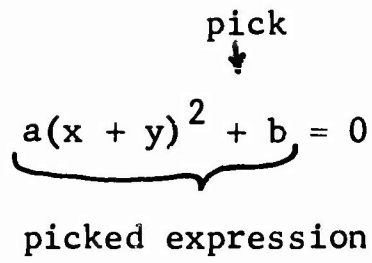 pick
a(x + y)² + b = 0
picked expression